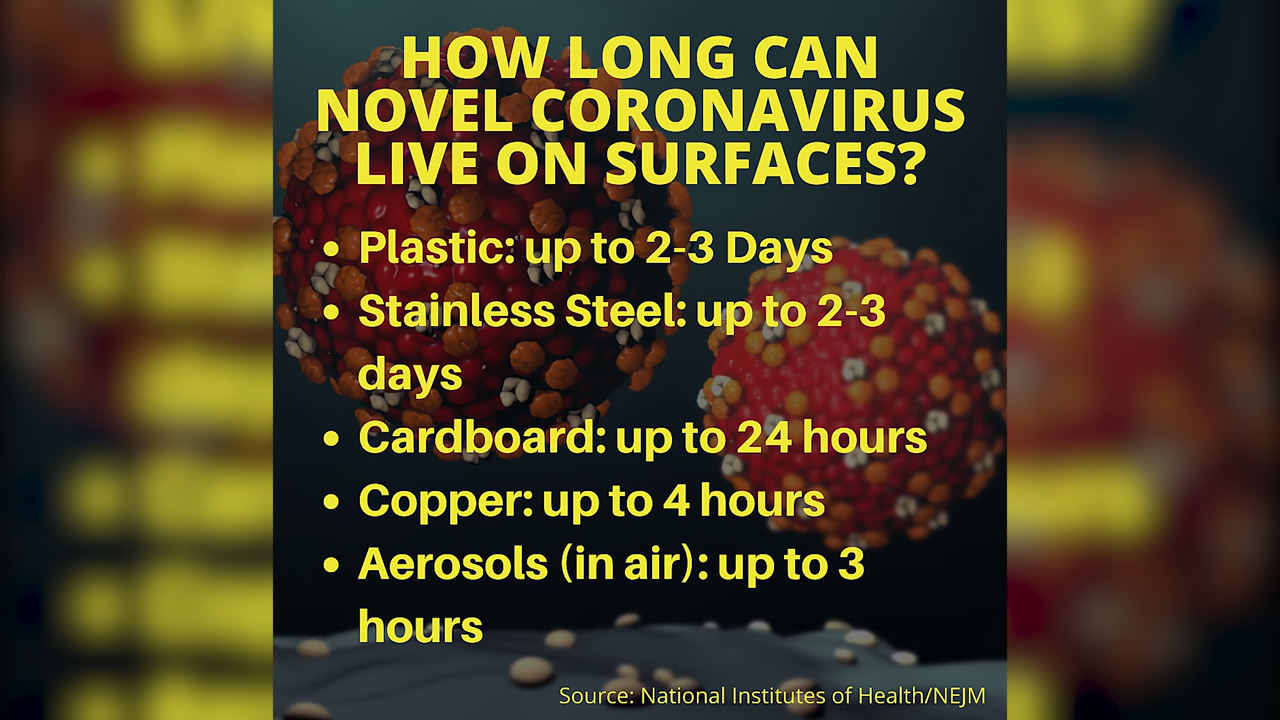 HOW LONG CAN
NOVEL CORONAVIRUS
LIVE ON SURFACES?
• Plastic: up to 2-3 Days
• Stainless Steel: up to 2-3
days
• Cardboard: up to 24 hours
• Copper: up to 4 hours
• Aerosols (in air): up to 3
hours
Source: National Institutes of Health/NEJM